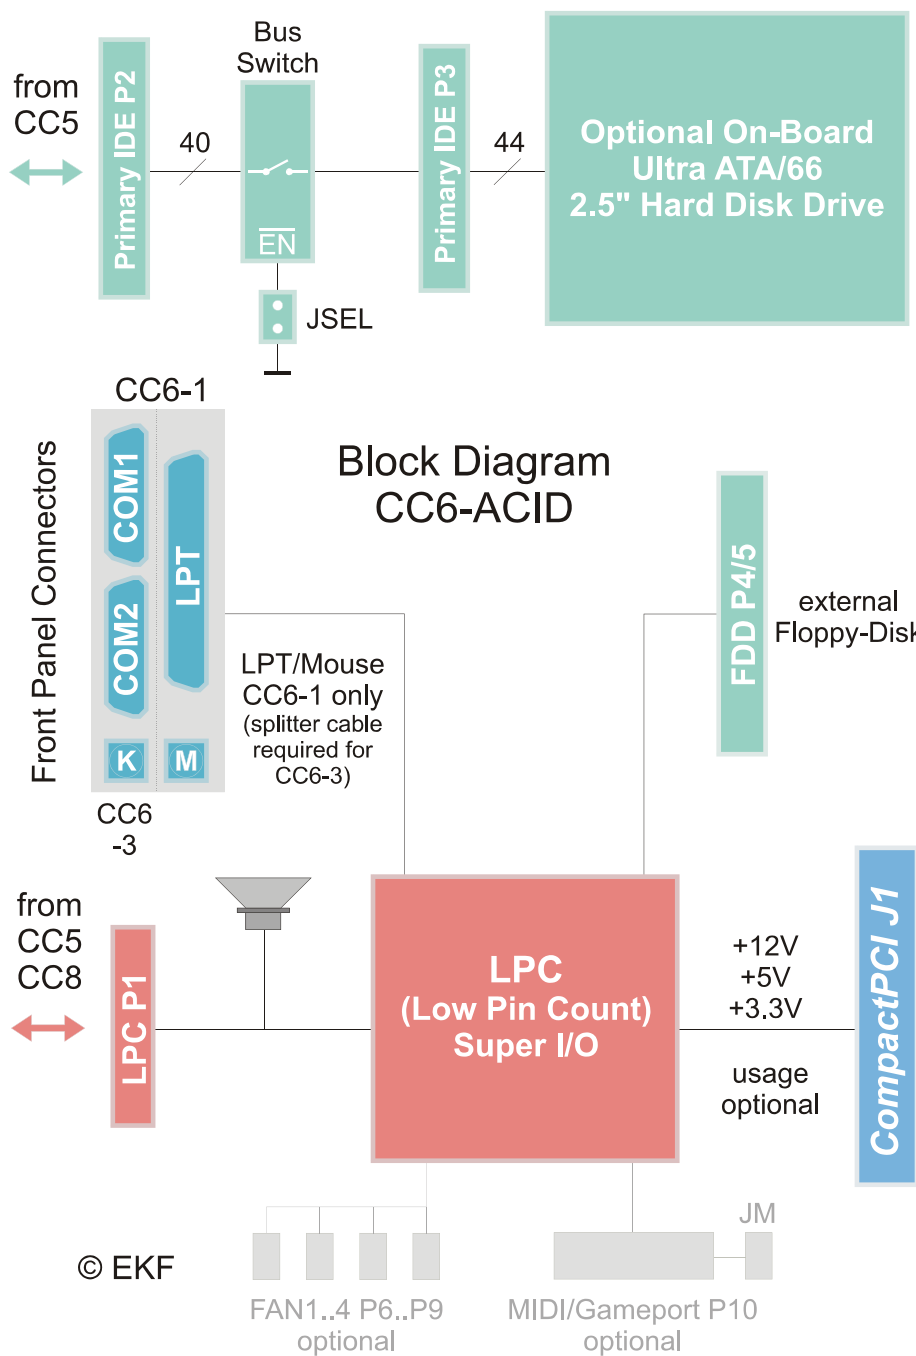 Bus
Switch
from
CC5
Primary IDE P2
40
EN
Primary IDE P3
44
Optional On-Board
Ultra ATA/66
2.5" Hard Disk Drive
JSEL
CC6-1
Front Panel Connectors
COM1
COM2
LPT
K
M
CC6
-3
Block Diagram
CC6-ACID
LPT/Mouse
CC6-1 only
(splitter cable
required for
CC6-3)
FDD P4/5
external
Floppy-Disk
from
CC5
CC8
LPC P1
LPC
(Low Pin Count)
Super I/O
+12V
+5V
+3.3V
usage
optional
CompactPCI J1
© EKF
FAN1..4 P6..P9
optional
JM
MIDI/Gameport P10
optional